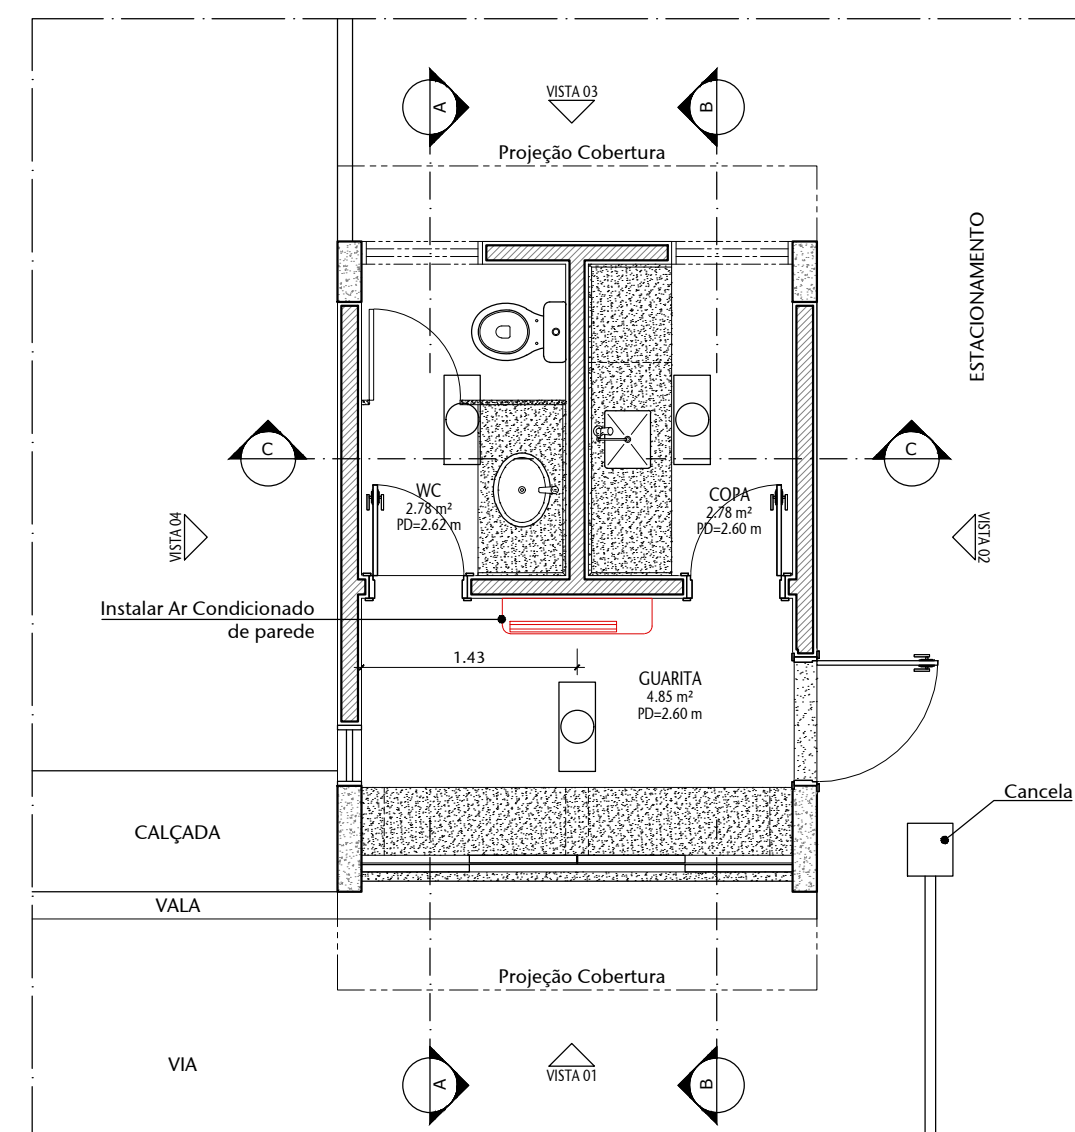 VISTA 03
A
B
Projeção Cobertura
ESTACIONAMENTO
C
C
WC
2.78 m²
PD=2.62 m
COPA
2.78 m²
PD=2.60 m
VISTA 04
VISTA 02
Instalar Ar Condicionado
de parede
1.43
GUARITA
4.85 m²
PD=2.60 m
Cancela
CALÇADA
VALA
Projeção Cobertura
VIA
VISTA 01
A
B